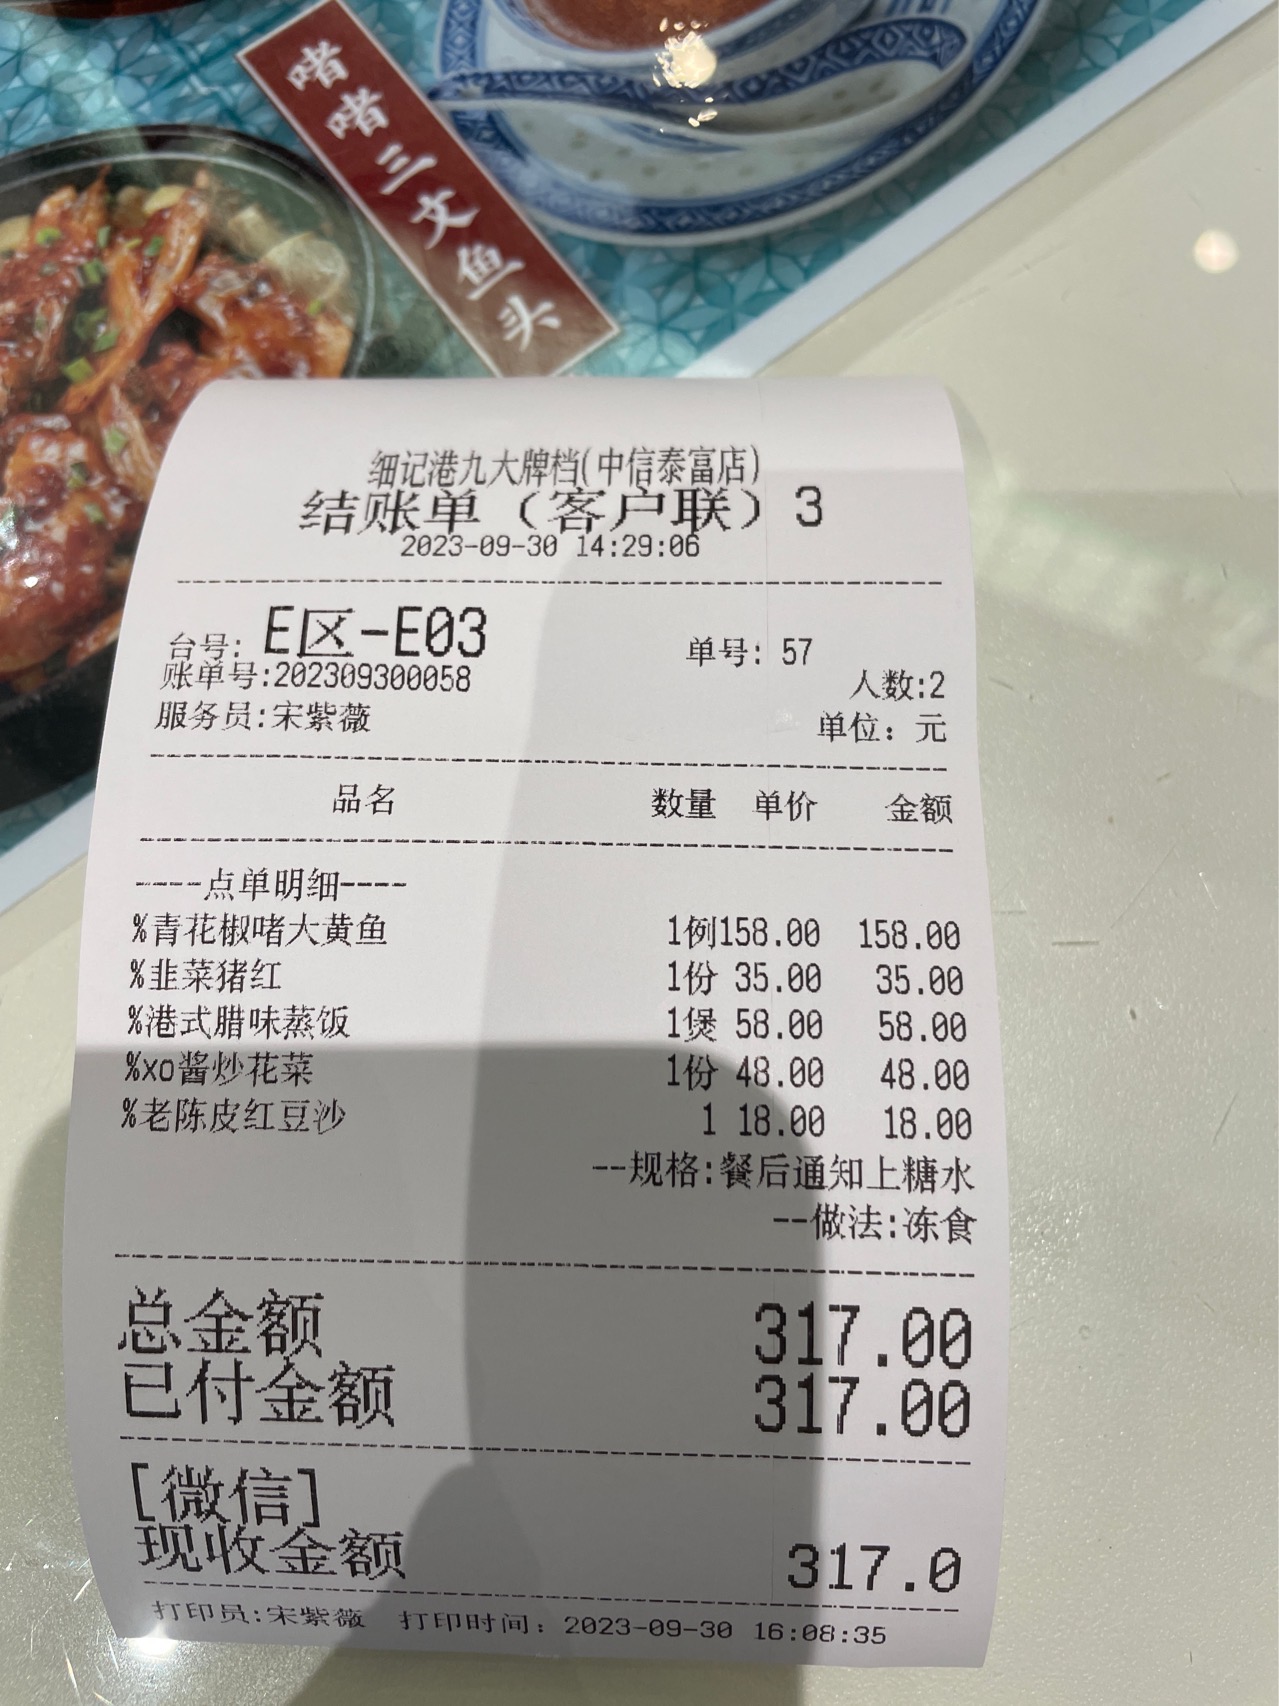 啫啫三文鱼头
细记港九大牌档(中信泰富店)
结账单（客户联）3
2023-09-30 14:29:06
台号: E区-E03 单号: 57
账单号:202309300058 人数:2
服务员:宋紫薇 单位: 元
品名 数量 单价 金额
----点单明细----
%青花椒啫大黄鱼 1例158.00 158.00
%韭菜猪红 1份 35.00 35.00
%港式腊味蒸饭 1煲 58.00 58.00
%xo酱炒花菜 1份 48.00 48.00
%老陈皮红豆沙 1 18.00 18.00
--规格:餐后通知上糖水
--做法:冻食
总金额 317.00
已付金额 317.00
[微信]
现收金额 317.0
打印员:宋紫薇 打印时间: 2023-09-30 16:08:35